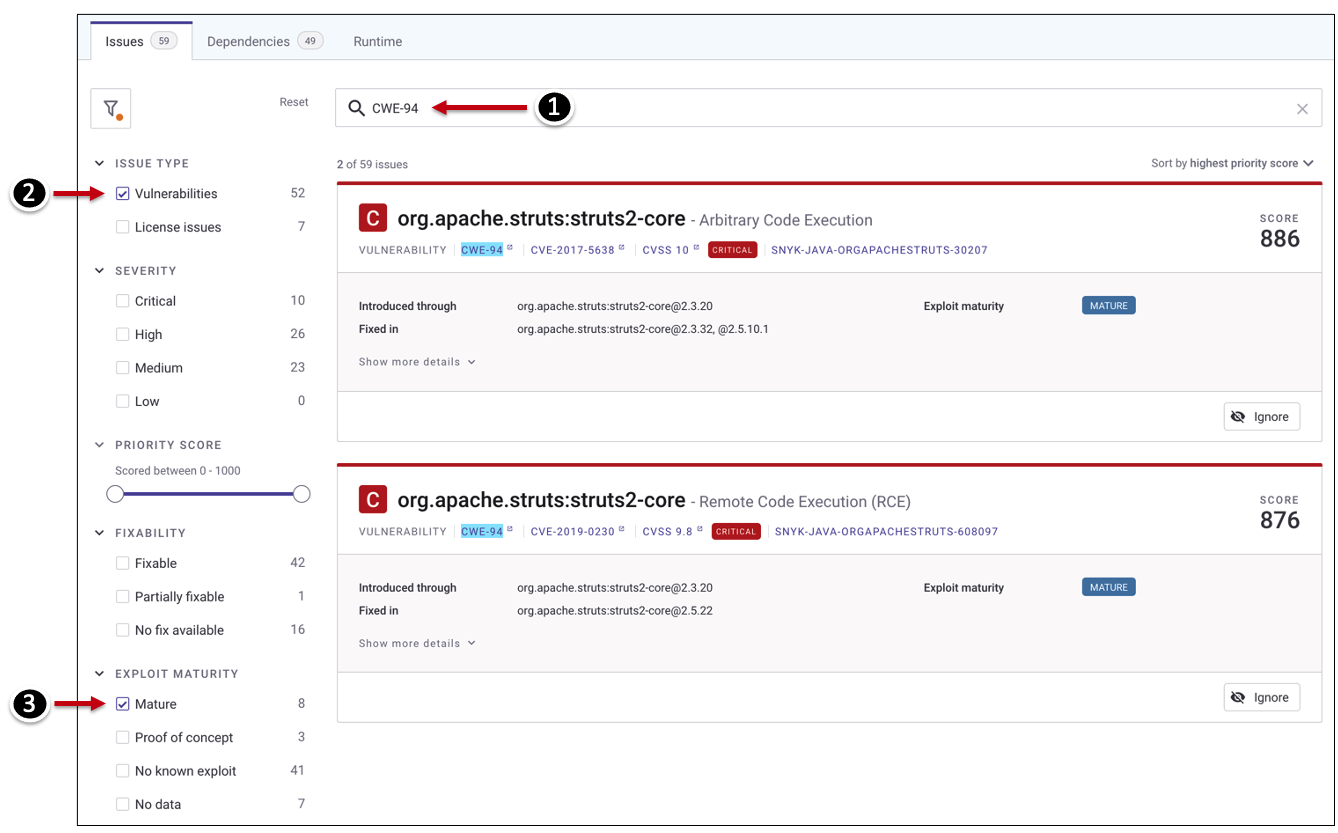 Issues 59 Dependencies 49 Runtime
Reset
CWE-94
1
ISSUE TYPE
2
Vulnerabilities 52
License issues 7
SEVERITY
Critical 10
High 26
Medium 23
Low 0
PRIORITY SCORE
Scored between 0 - 1000
FIXABILITY
Fixable 42
Partially fixable 1
No fix available 16
EXPLOIT MATURITY
3
Mature 8
Proof of concept 3
No known exploit 41
No data 7
2 of 59 issues Sort by highest priority score
C org.apache.struts:struts2-core - Arbitrary Code Execution
SCORE
886
VULNERABILITY CWE-94 CVE-2017-5638 CVSS 10 CRITICAL SNYK-JAVA-ORGAPACHESTRUTS-30207
Introduced through org.apache.struts:struts2-core@2.3.20 Exploit maturity MATURE
Fixed in org.apache.struts:struts2-core@2.3.32, @2.5.10.1
Show more details
Ignore
C org.apache.struts:struts2-core - Remote Code Execution (RCE)
SCORE
876
VULNERABILITY CWE-94 CVE-2019-0230 CVSS 9.8 CRITICAL SNYK-JAVA-ORGAPACHESTRUTS-608097
Introduced through org.apache.struts:struts2-core@2.3.20 Exploit maturity MATURE
Fixed in org.apache.struts:struts2-core@2.5.22
Show more details
Ignore